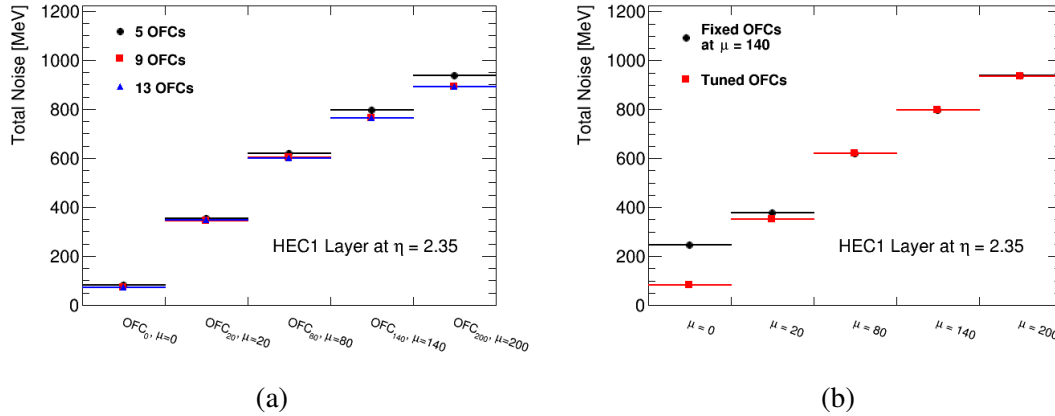 Total Noise [MeV]
1200
1000
800
600
400
200
0
5 OFCs
9 OFCs
13 OFCs
HEC1 Layer at η = 2.35
OFC₀, μ=0
OFC₂₀, μ=20
OFC₈₀, μ=80
OFC₁₄₀, μ=140
OFC₂₀₀, μ=200
(a)
Total Noise [MeV]
1200
1000
800
600
400
200
0
Fixed OFCs
at μ = 140
Tuned OFCs
HEC1 Layer at η = 2.35
μ = 0
μ = 20
μ = 80
μ = 140
μ = 200
(b)